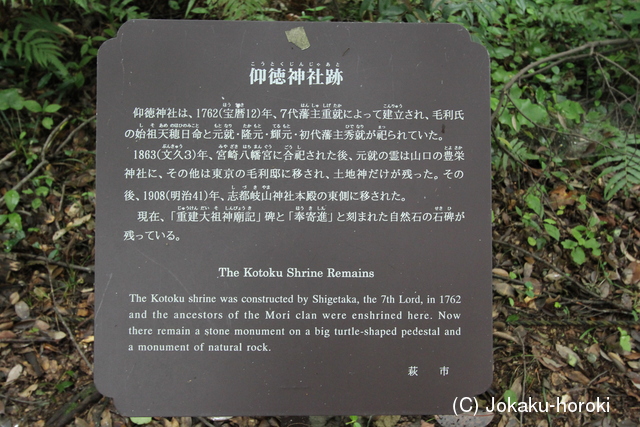 こうとくじんじゃあと
仰徳神社跡
仰徳神社は、1762(宝暦12)年、7代藩主重就によって建立され、毛利氏
の始祖天穂日命と元就・隆元・輝元・初代藩主秀就が祀られていた。
1863(文久3)年、宮崎八幡宮に合祀された後、元就の霊は山口の豊栄
神社に、その他は東京の毛利邸に移され、土地神だけが残った。その
後、1908(明治41)年、志都岐山神社本殿の東側に移された。
現在、「重建大祖神廟記」碑と「奉寄進」と刻まれた自然石の石碑が
残っている。
The Kotoku Shrine Remains
The Kotoku shrine was constructed by Shigetaka, the 7th Lord, in 1762
and the ancestors of the Mori clan were enshrined here. Now
there remain a stone monument on a big turtle-shaped pedestal and
a monument of natural rock.
萩 市
(C) Jokaku-horoki